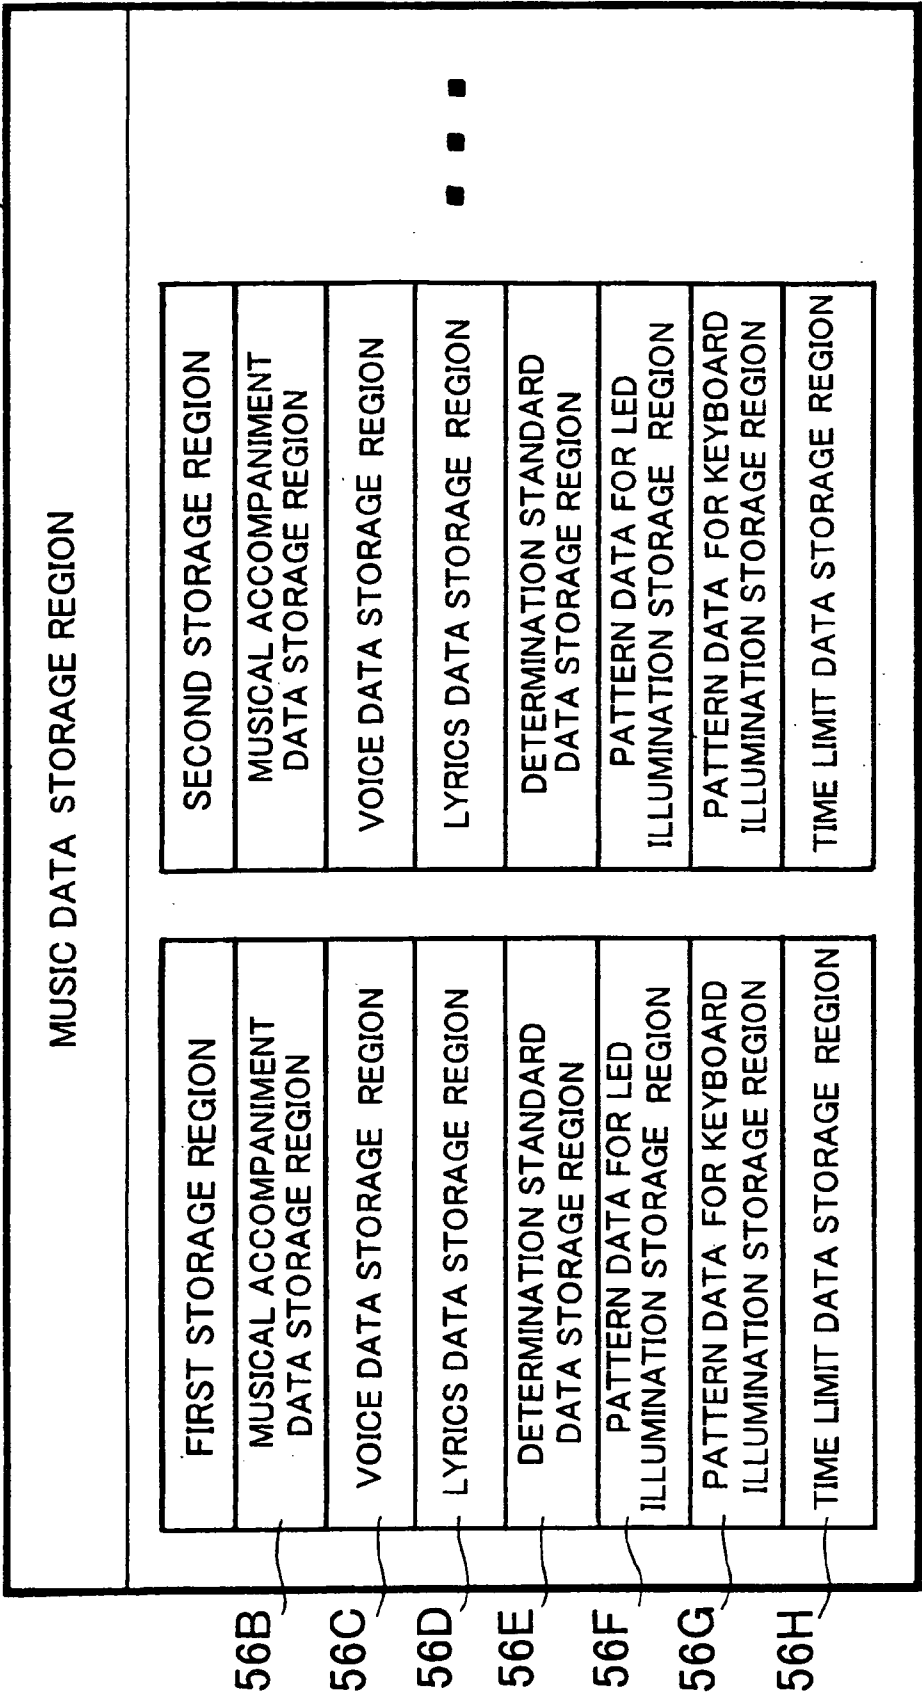 MUSIC DATA STORAGE REGION
FIRST STORAGE REGION
56B
MUSICAL ACCOMPANIMENT
DATA STORAGE REGION
56C
VOICE DATA STORAGE REGION
56D
LYRICS DATA STORAGE REGION
56E
DETERMINATION STANDARD
DATA STORAGE REGION
56F
PATTERN DATA FOR LED
ILLUMINATION STORAGE REGION
56G
PATTERN DATA FOR KEYBOARD
ILLUMINATION STORAGE REGION
56H
TIME LIMIT DATA STORAGE REGION
SECOND STORAGE REGION
MUSICAL ACCOMPANIMENT
DATA STORAGE REGION
VOICE DATA STORAGE REGION
LYRICS DATA STORAGE REGION
DETERMINATION STANDARD
DATA STORAGE REGION
PATTERN DATA FOR LED
ILLUMINATION STORAGE REGION
PATTERN DATA FOR KEYBOARD
ILLUMINATION STORAGE REGION
TIME LIMIT DATA STORAGE REGION